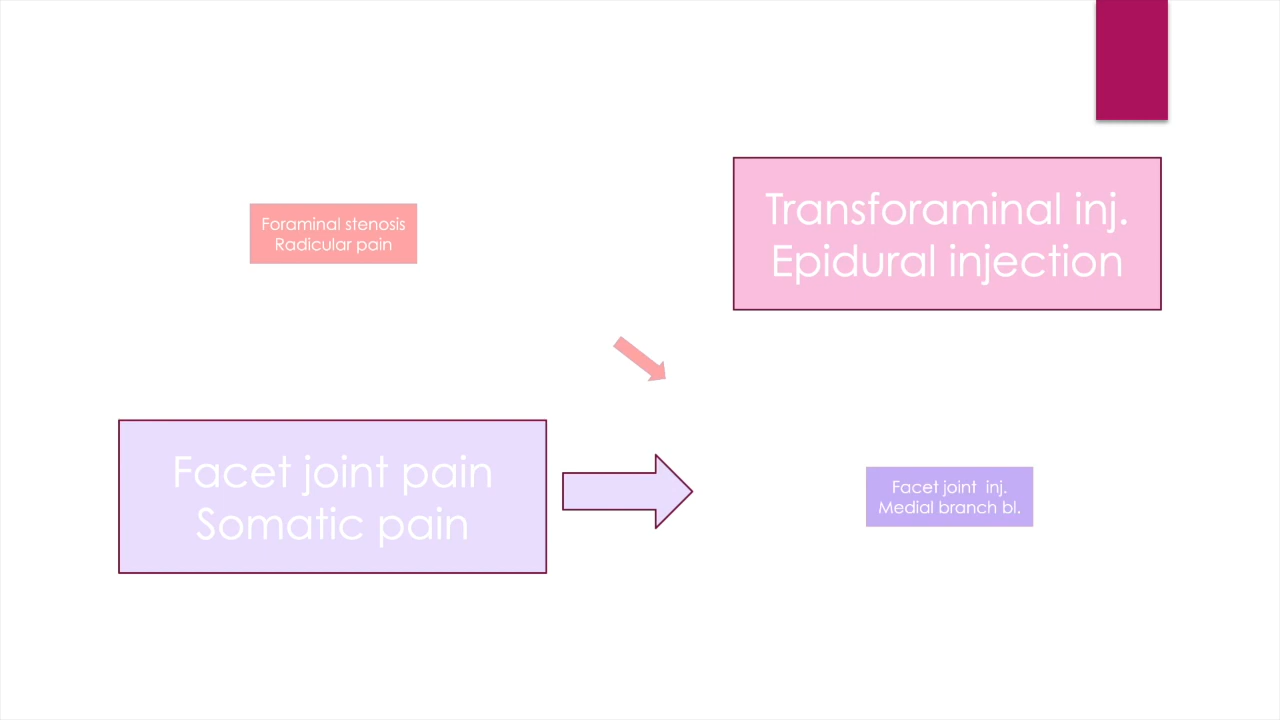 Foraminal stenosis
Radicular pain
Transforaminal inj.
Epidural injection
Facet joint pain
Somatic pain
Facet joint  inj.
Medial branch bl.